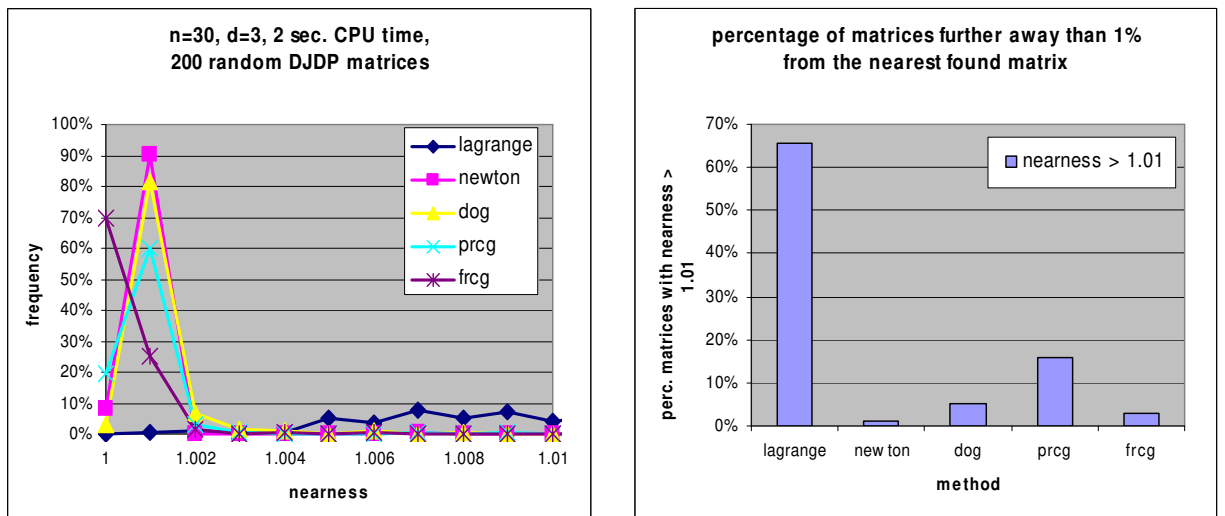 n=30, d=3, 2 sec. CPU time,
200 random DJDP matrices
100%
90%
80%
70%
60%
50%
40%
30%
20%
10%
0%
frequency
1
1.002
1.004
1.006
1.008
1.01
nearness
lagrange
newton
dog
prcg
frcg
percentage of matrices further away than 1%
from the nearest found matrix
70%
60%
50%
40%
30%
20%
10%
0%
perc. matrices with nearness >
1.01
nearness > 1.01
lagrange
new ton
dog
prcg
frcg
method